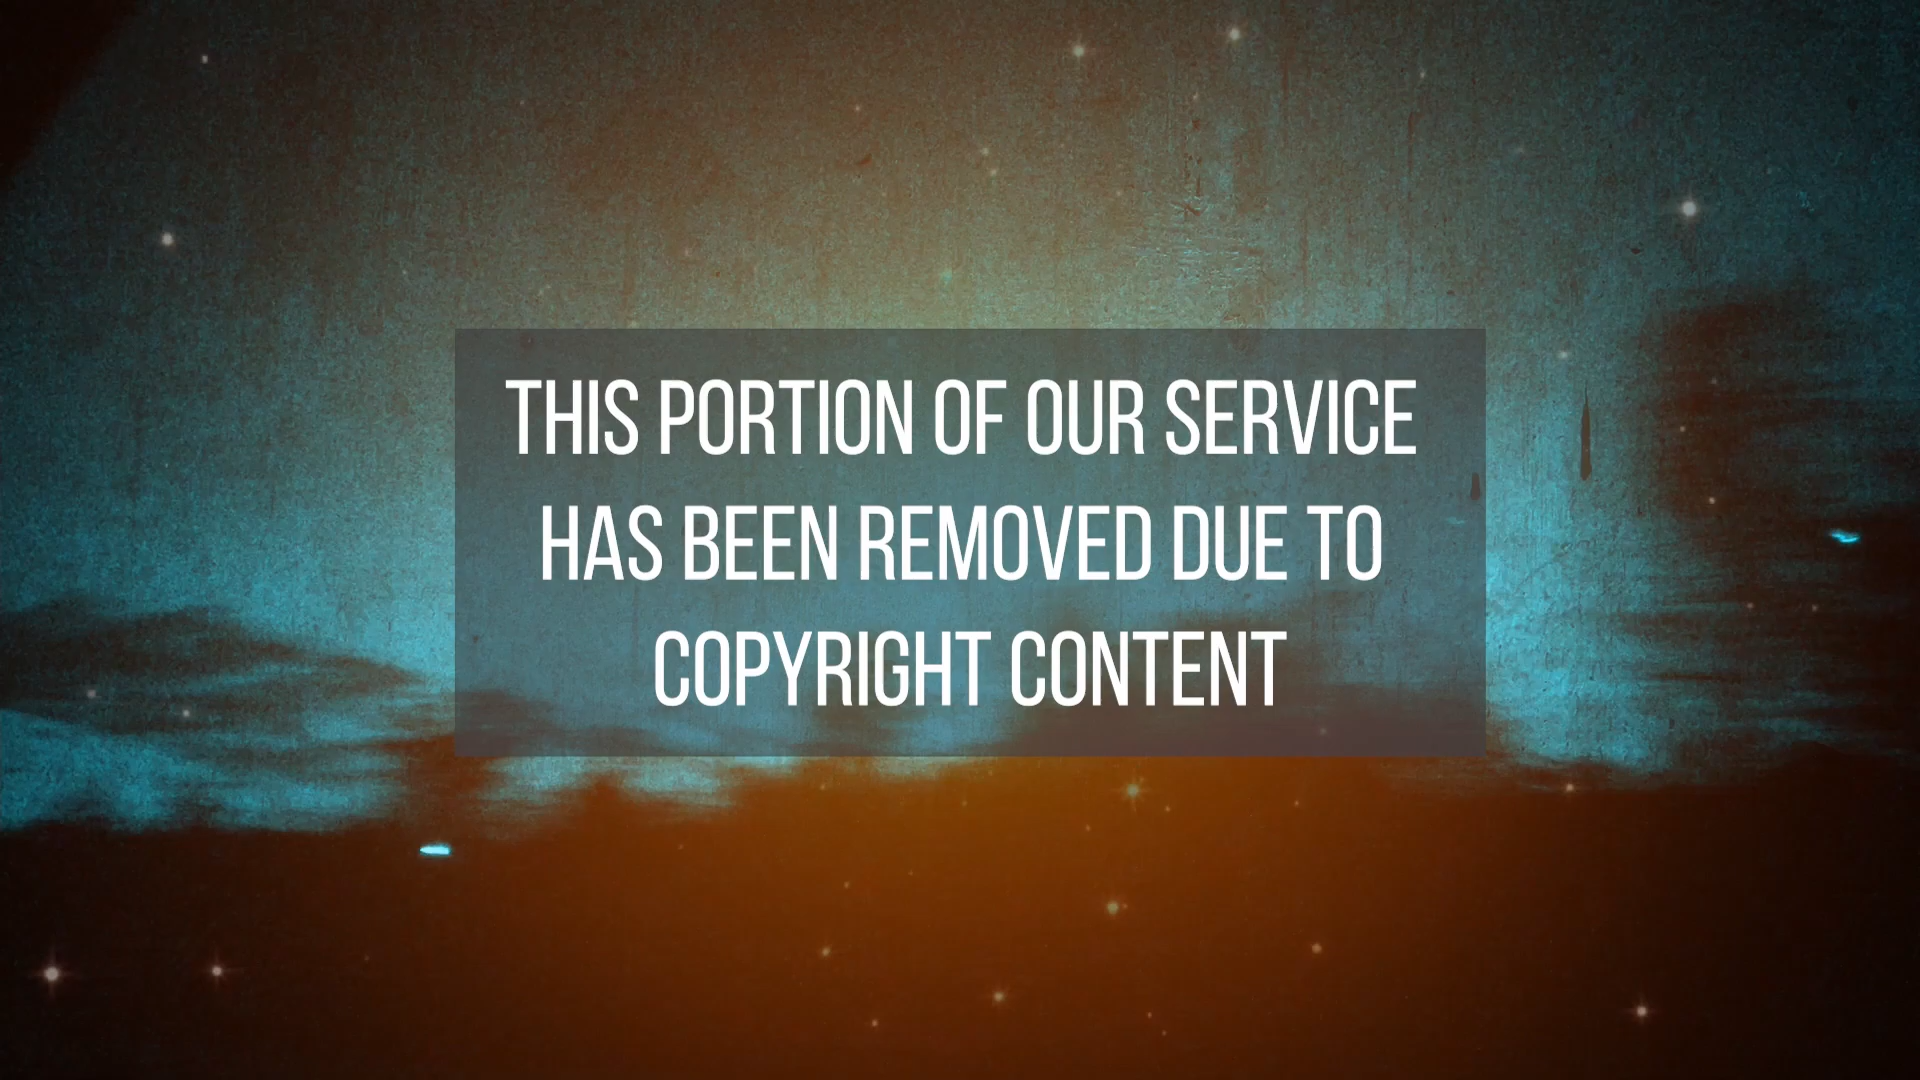 THIS PORTION OF OUR SERVICE
HAS BEEN REMOVED DUE TO
COPYRIGHT CONTENT